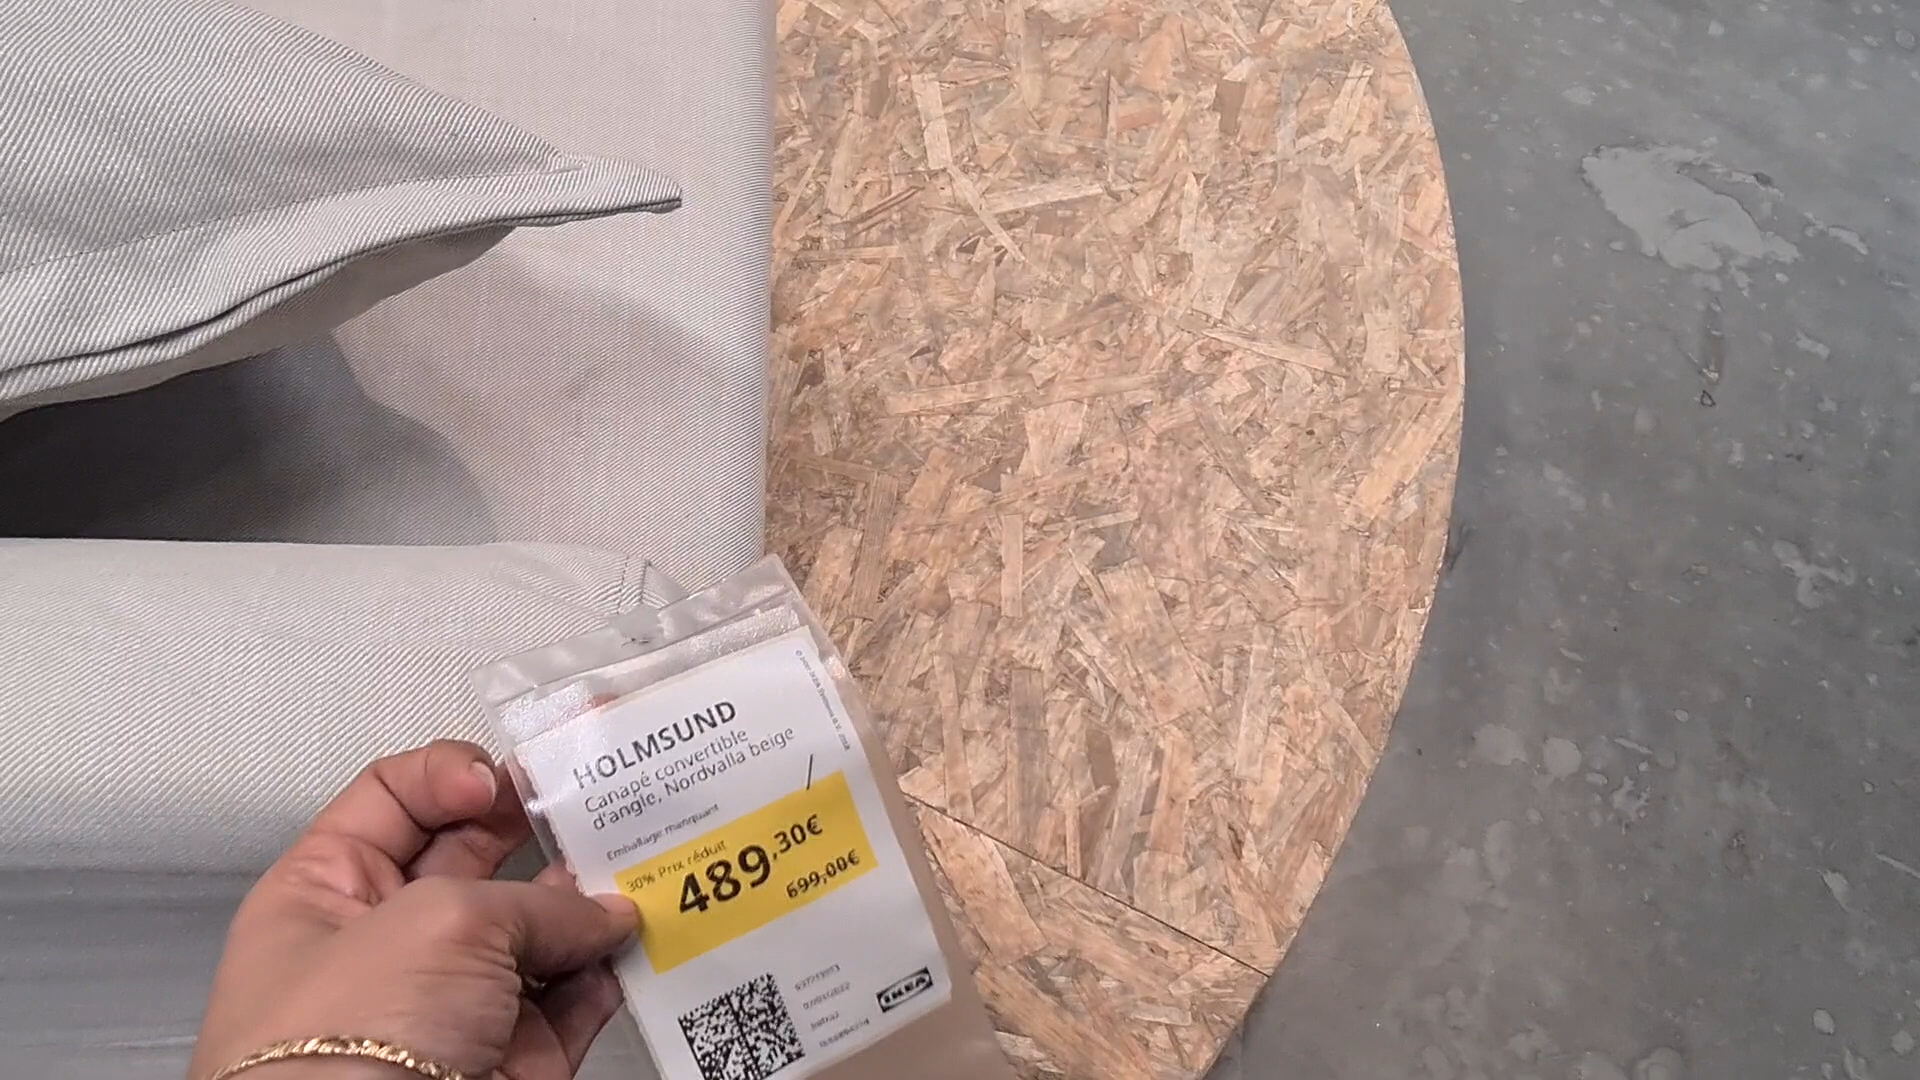 HOLMSUND
Canapé convertible
d'angle, Nordvalla beige
Emballage manquant
30% Prix réduit
489,30€
699,00€
IKEA